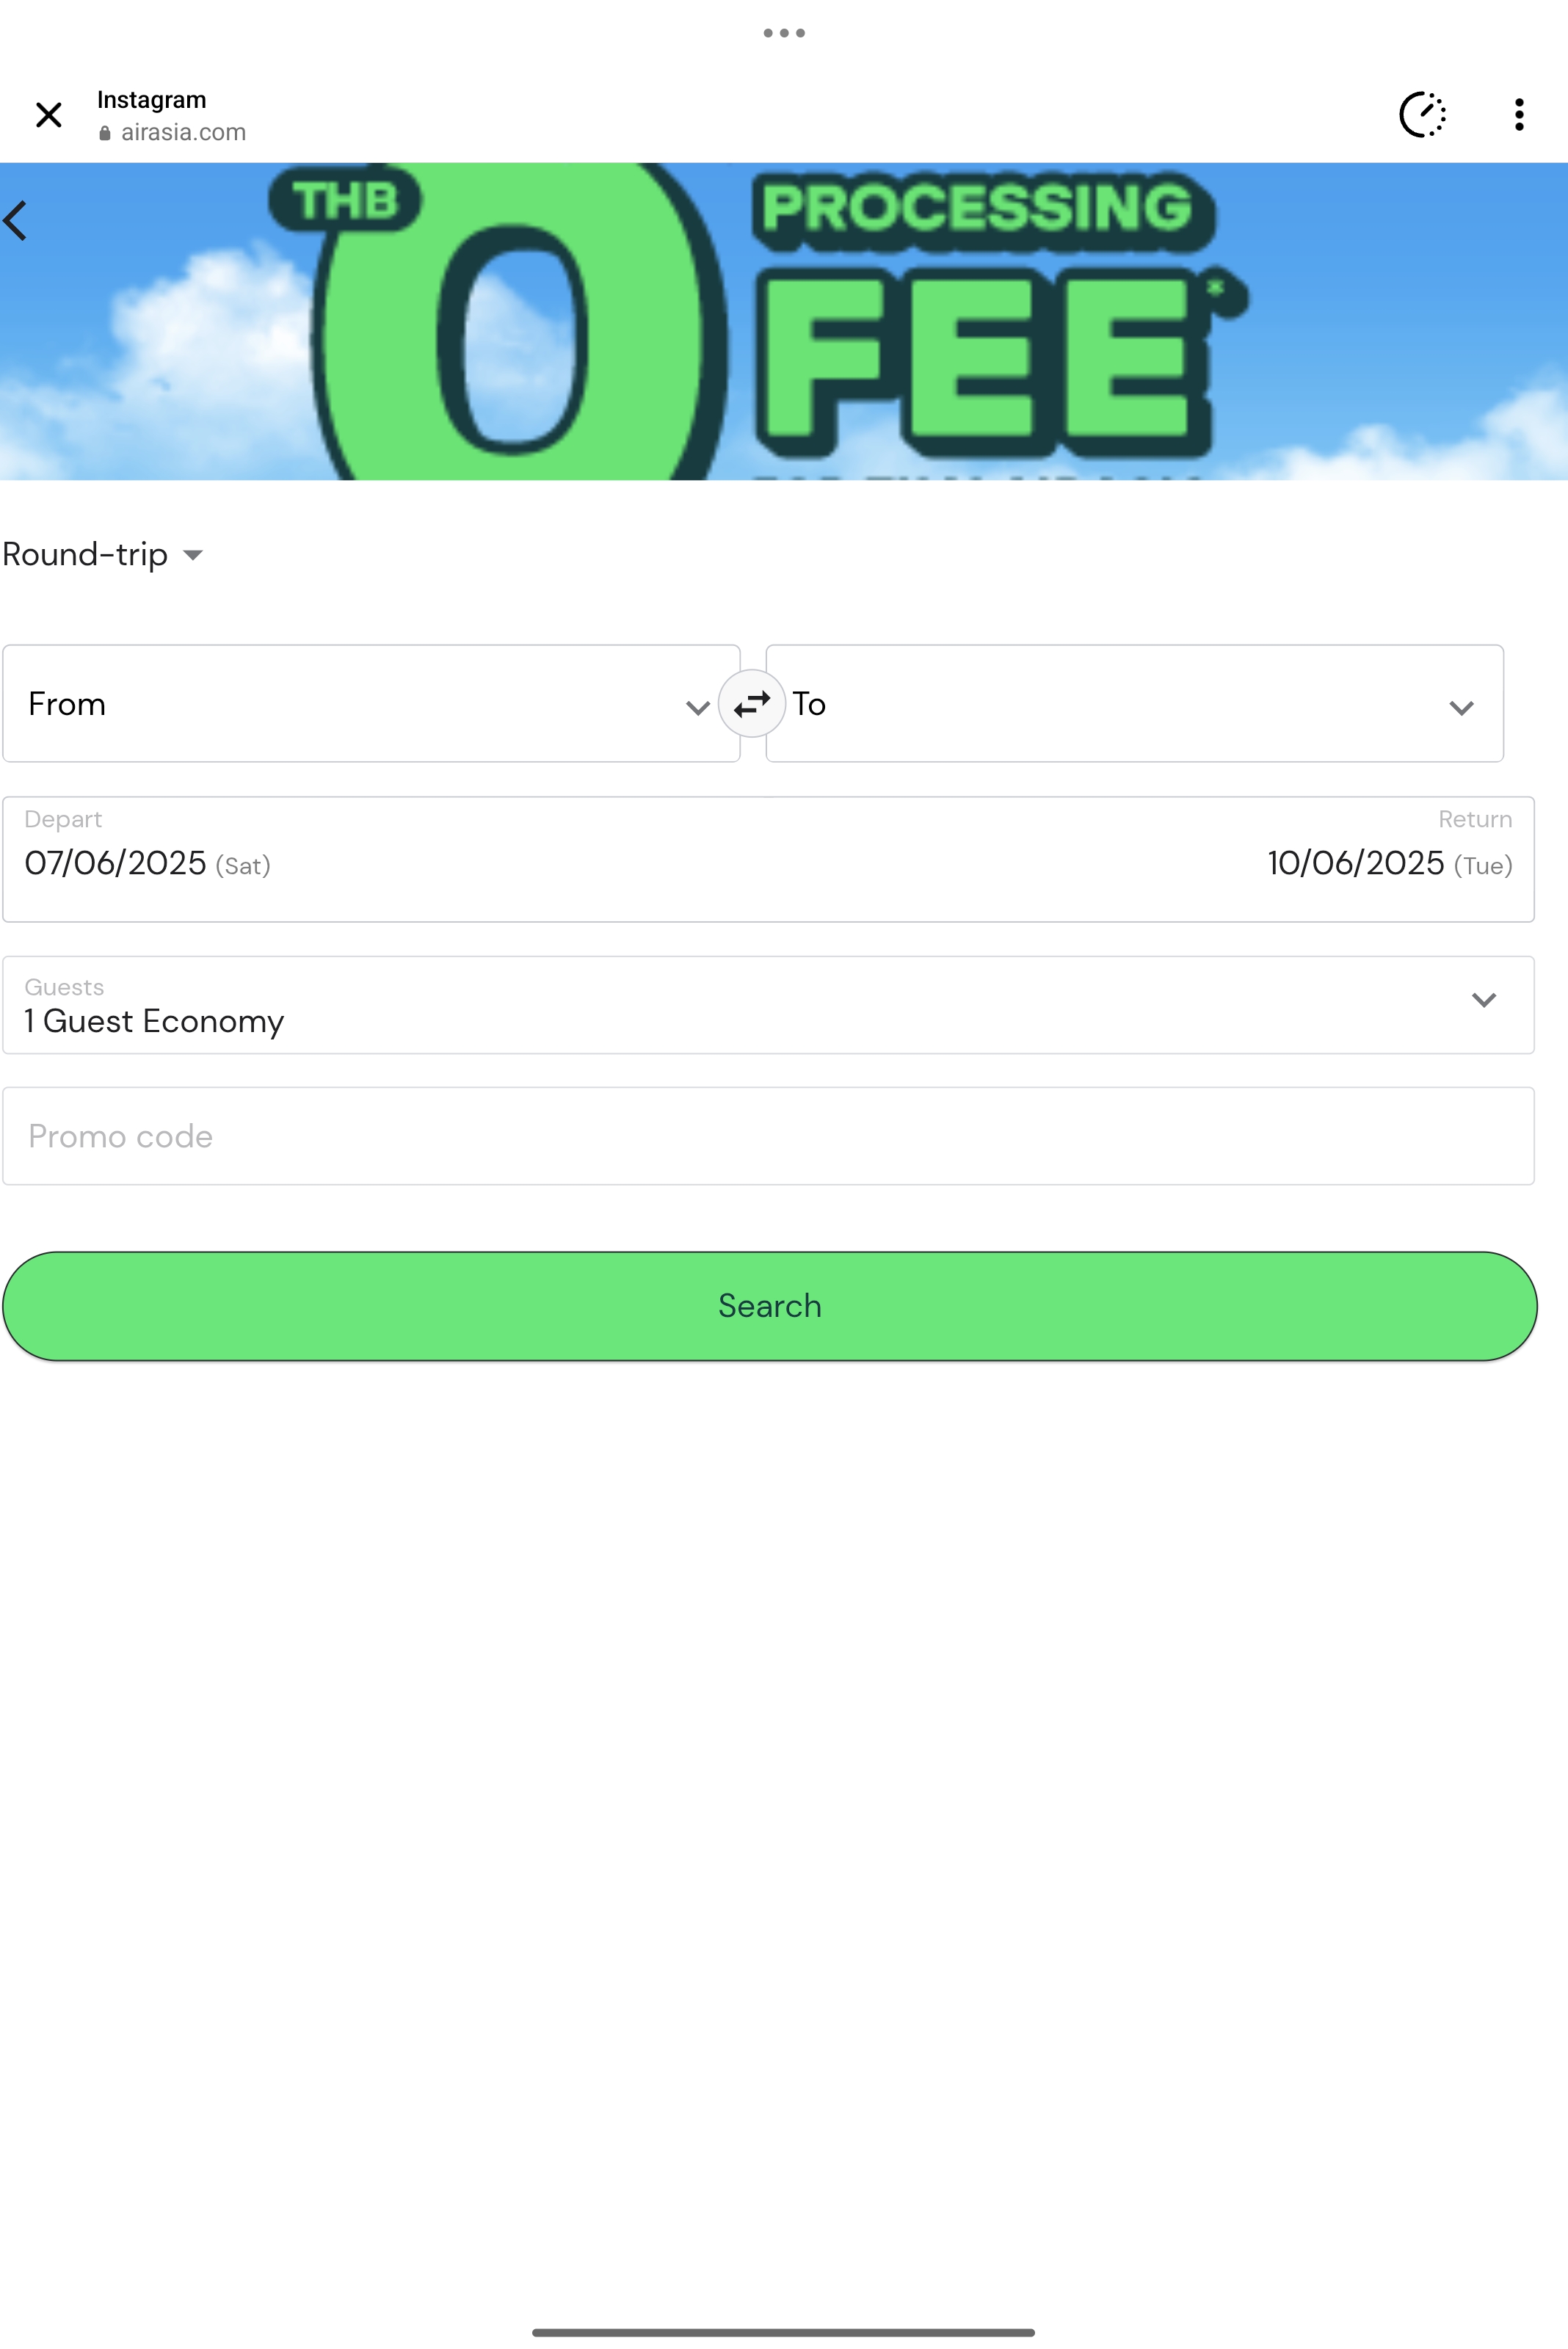 Instagram
airasia.com
THB
0
PROCESSING
FEE*
Round-trip
From
To
Depart
Return
07/06/2025 (Sat)
10/06/2025 (Tue)
Guests
1 Guest Economy
Promo code
Search